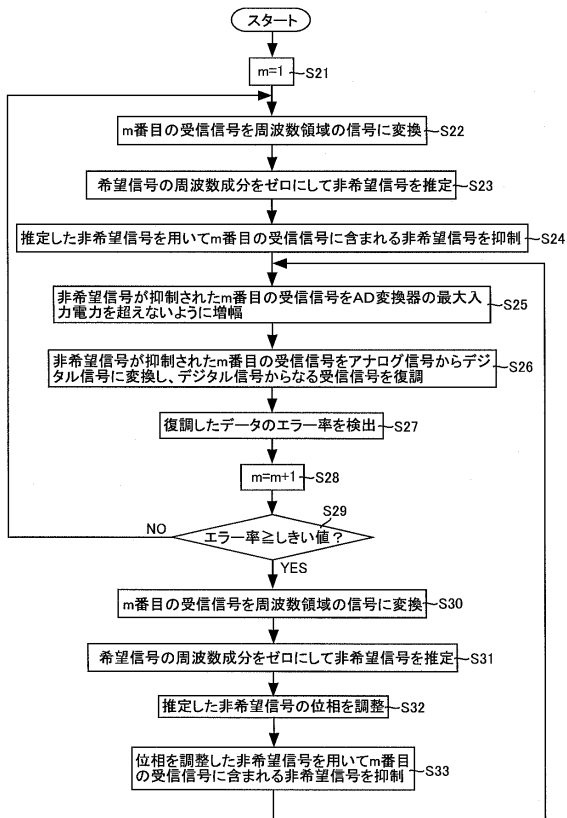 スタート
m=1
S21
m番目の受信信号を周波数領域の信号に変換
S22
希望信号の周波数成分をゼロにして非希望信号を推定
S23
推定した非希望信号を用いてm番目の受信信号に含まれる非希望信号を抑制
S24
非希望信号が抑制されたm番目の受信信号をAD変換器の最大入
力電力を超えないように増幅
S25
非希望信号が抑制されたm番目の受信信号をアナログ信号からデジ
タル信号に変換し、デジタル信号からなる受信信号を復調
S26
復調したデータのエラー率を検出
S27
m=m+1
S28
S29
エラー率≧しきい値？
NO
YES
m番目の受信信号を周波数領域の信号に変換
S30
希望信号の周波数成分をゼロにして非希望信号を推定
S31
推定した非希望信号の位相を調整
S32
位相を調整した非希望信号を用いてm番目
の受信信号に含まれる非希望信号を抑制
S33